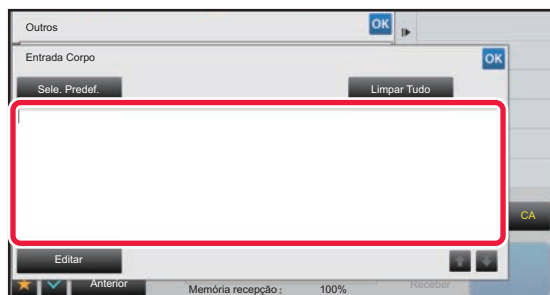 Outros OK
Entrada Corpo OK
Sele. Predef. Limpar Tudo
CA
Editar
Anterior Memória recepção : 100% Receber